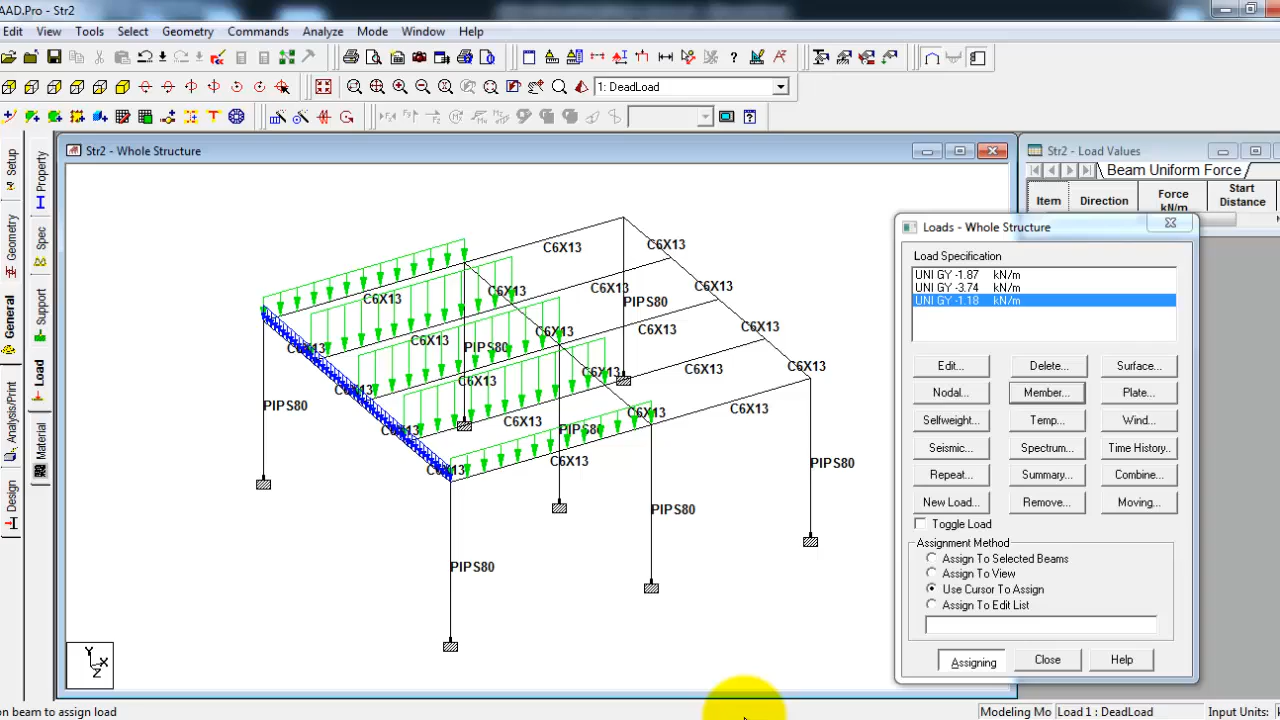 AAD.Pro - Str2
Edit View Tools Select Geometry Commands Analyze Mode Window Help
1: DeadLoad
Str2 - Whole Structure
Str2 - Load Values
Beam Uniform Force
Item Direction Force kN/m Start Distance
Setup
Geometry
General
Analysis/Print
Design
Property
Spec
Support
Load
Material
C6X13
C6X13
C6X13
C6X13
C6X13
PIPS80
C6X13
C6X13
C6X13
C6X13
C6X13
C6X13
C6X13
PIPS80
C6X13
C6X13
C6X13
C6X13
C6X13
C6X13
PIPS80
C6X13
C6X13
C6X13
PIPS80
C6X13
C6X13
PIPS80
PIPS80
PIPS80
Y
X
Z
Loads - Whole Structure
Load Specification
UNI GY -1.87 kN/m
UNI GY -3.74 kN/m
UNI GY -1.18 kN/m
Edit... Delete... Surface...
Nodal... Member... Plate...
Selfweight... Temp... Wind...
Seismic... Spectrum... Time History..
Repeat... Summary... Combine...
New Load... Remove... Moving...
Toggle Load
Assignment Method
Assign To Selected Beams
Assign To View
Use Cursor To Assign
Assign To Edit List
Assigning Close Help
on beam to assign load
Modeling Mo Load 1 : DeadLoad Input Units: